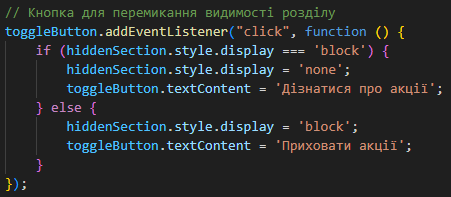 // Кнопка для перемикання видимості розділу
toggleButton.addEventListener("click", function () {
    if (hiddenSection.style.display === 'block') {
        hiddenSection.style.display = 'none';
        toggleButton.textContent = 'Дізнатися про акції';
    } else {
        hiddenSection.style.display = 'block';
        toggleButton.textContent = 'Приховати акції';
    }
});